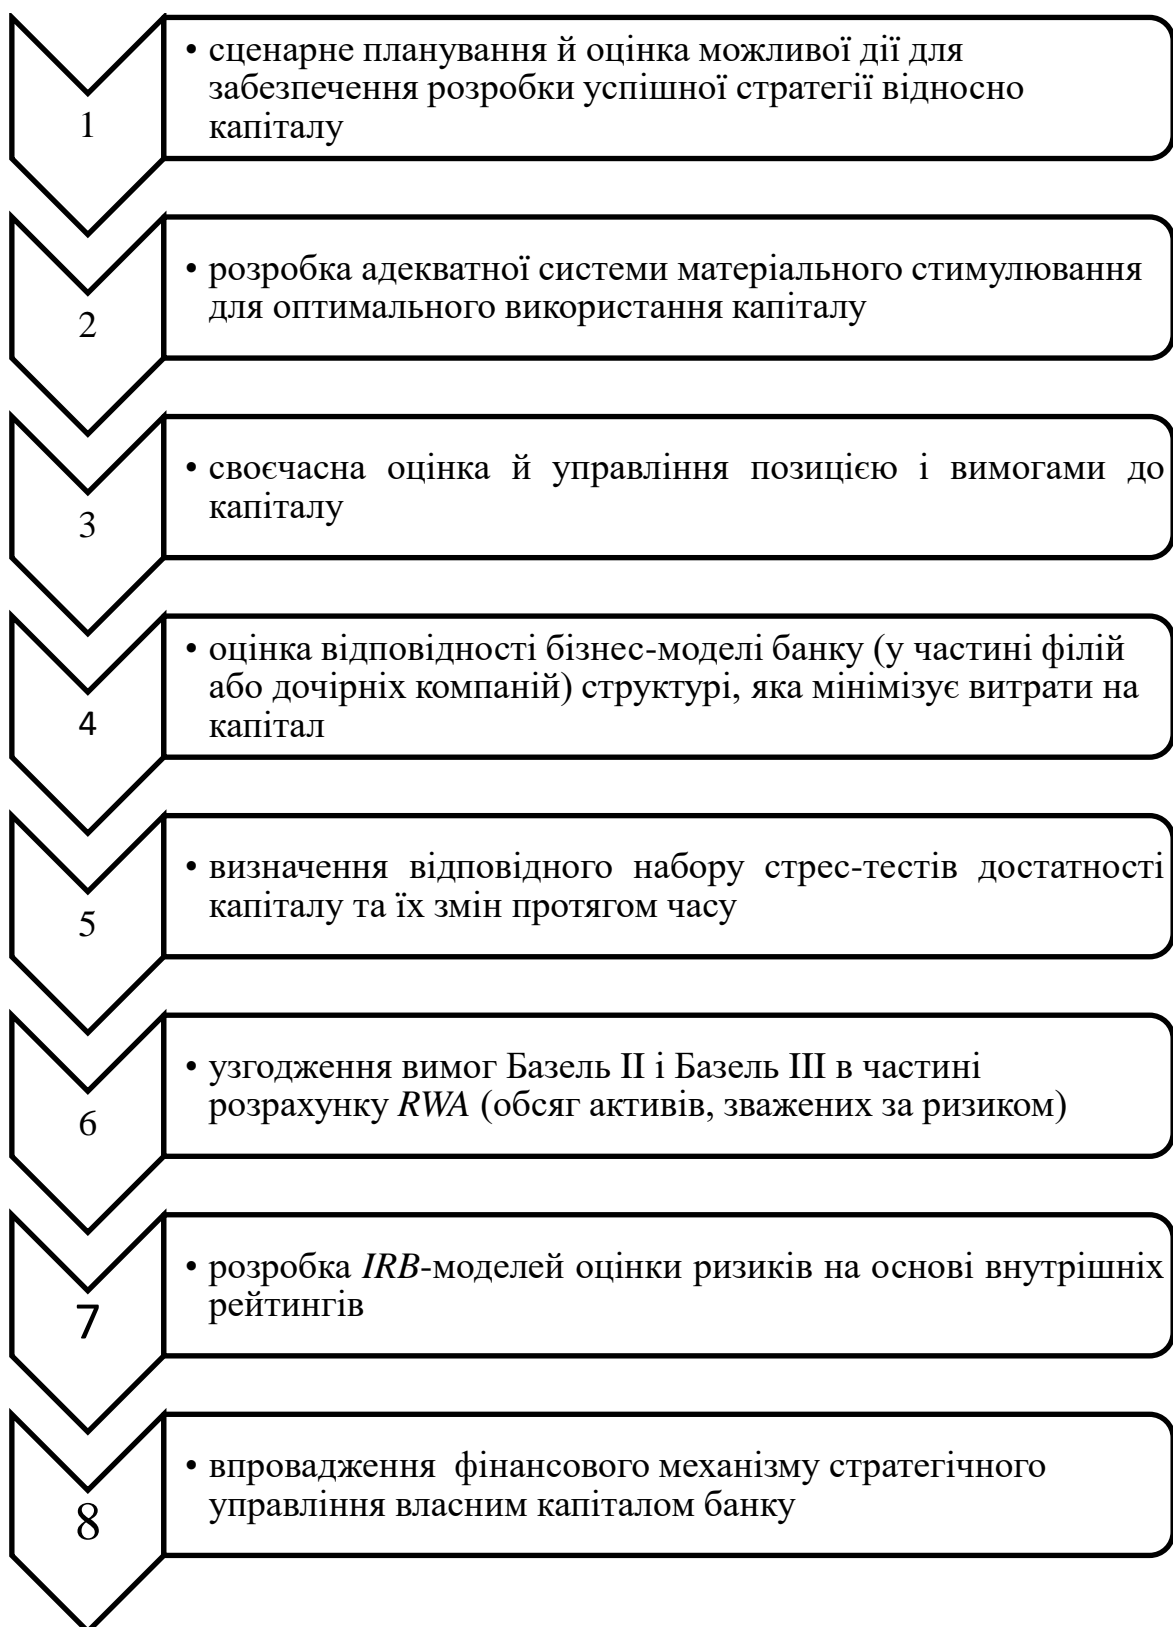 1
• сценарне планування й оцінка можливої дії для
забезпечення розробки успішної стратегії відносно
капіталу
2
• розробка адекватної системи матеріального стимулювання
для оптимального використання капіталу
3
• своєчасна оцінка й управління позицією і вимогами до
капіталу
4
• оцінка відповідності бізнес-моделі банку (у частині філій
або дочірніх компаній) структурі, яка мінімізує витрати на
капітал
5
• визначення відповідного набору стрес-тестів достатності
капіталу та їх змін протягом часу
6
• узгодження вимог Базель II і Базель III в частині
розрахунку RWA (обсяг активів, зважених за ризиком)
7
• розробка IRB-моделей оцінки ризиків на основі внутрішніх
рейтингів
8
• впровадження фінансового механізму стратегічного
управління власним капіталом банку